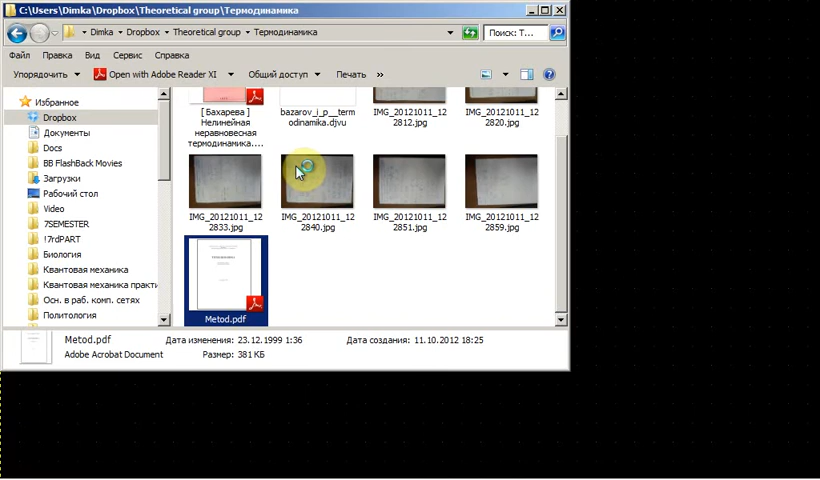 C:\Users\Dimka\Dropbox\Theoretical group\Термодинамика
Dimka
Dropbox
Theoretical group
Термодинамика
Поиск: Т...
Файл
Правка
Вид
Сервис
Справка
Упорядочить
Open with Adobe Reader XI
Общий доступ
Печать
»
Избранное
Dropbox
Документы
Docs
BB FlashBack Movies
Загрузки
Рабочий стол
Video
7SEMESTER
!7rdPART
Биология
Квантовая механика
Квантовая механика практи
Осн. в раб. комп. сетях
Политология
[ Бахарева ]
Нелинейная
неравновесная
термодинамика....
bazarov_i_p__term
odinamika.djvu
IMG_20121011_12
2812.jpg
IMG_20121011_12
2820.jpg
IMG_20121011_12
2833.jpg
IMG_20121011_12
2840.jpg
IMG_20121011_12
2851.jpg
IMG_20121011_12
2859.jpg
Metod.pdf
Metod.pdf
Дата изменения: 23.12.1999 1:36
Дата создания: 11.10.2012 18:25
Adobe Acrobat Document
Размер: 381 КБ